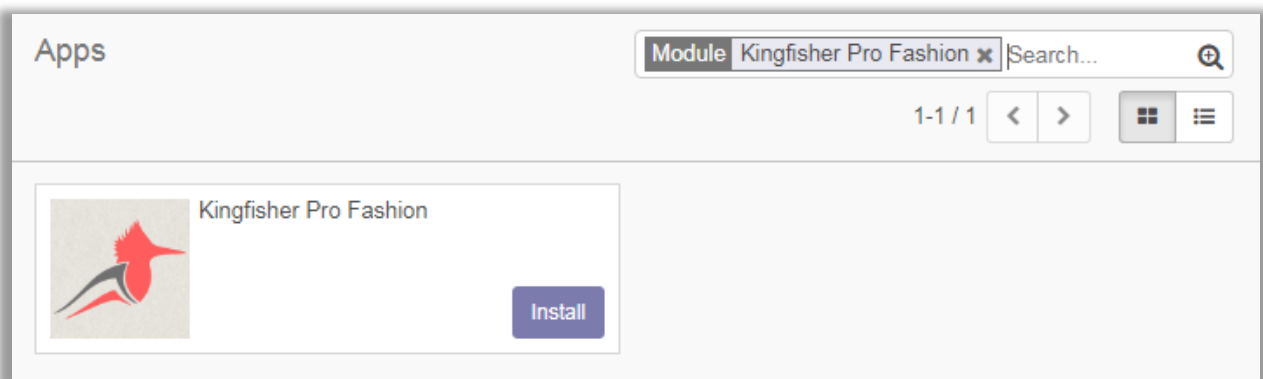 Apps
Module Kingfisher Pro Fashion Search...
1-1 / 1
Kingfisher Pro Fashion
Install